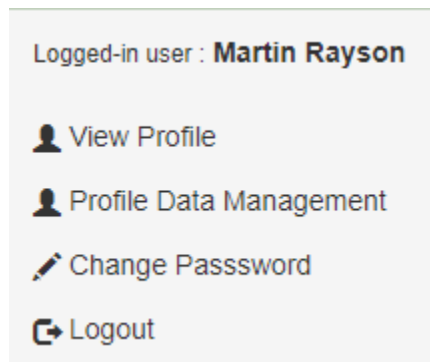 Logged-in user : Martin Rayson
View Profile
Profile Data Management
Change Passsword
Logout